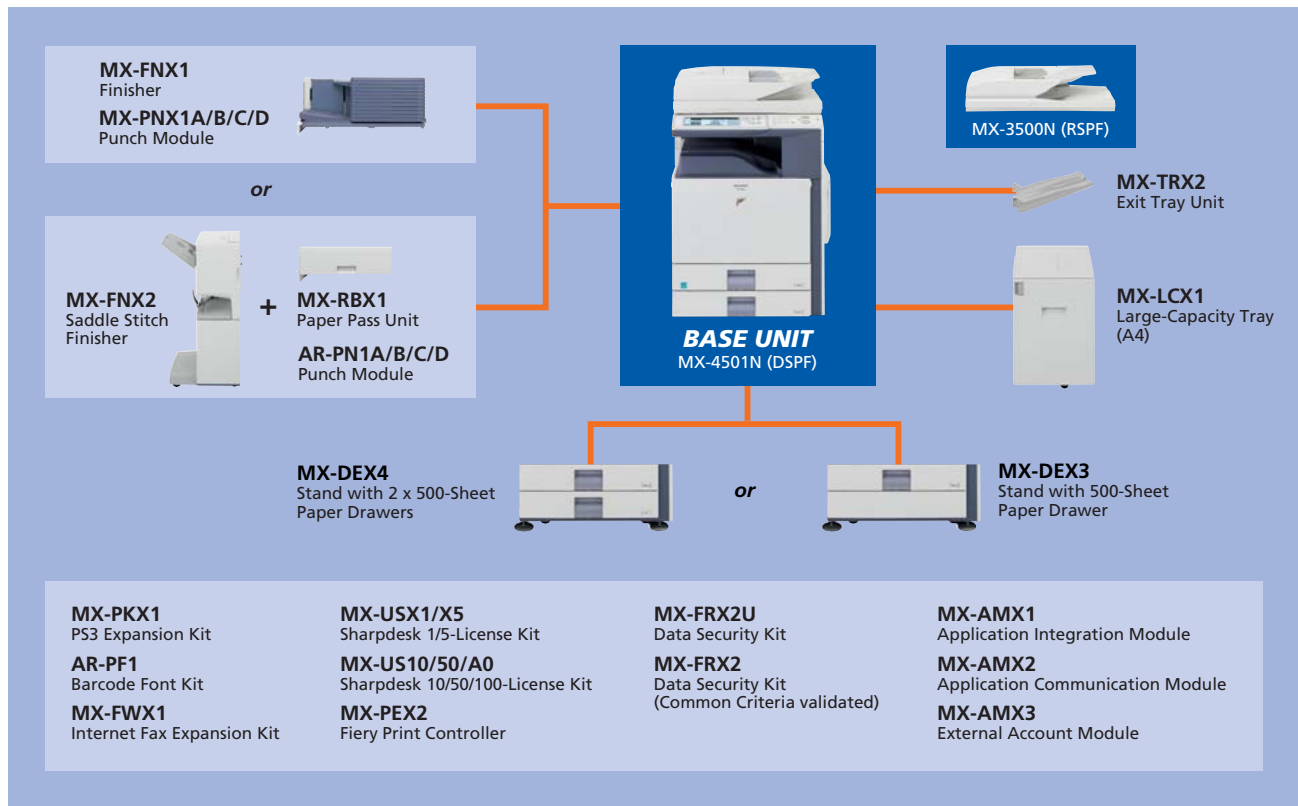 MX-FNX1
Finisher
MX-PNX1A/B/C/D
Punch Module
or
MX-FNX2
Saddle Stitch
Finisher
+
MX-RBX1
Paper Pass Unit
AR-PN1A/B/C/D
Punch Module
BASE UNIT
MX-4501N (DSPF)
MX-3500N (RSPF)
MX-TRX2
Exit Tray Unit
MX-LCX1
Large-Capacity Tray
(A4)
MX-DEX4
Stand with 2 x 500-Sheet
Paper Drawers
or
MX-DEX3
Stand with 500-Sheet
Paper Drawer
MX-PKX1
PS3 Expansion Kit
AR-PF1
Barcode Font Kit
MX-FWX1
Internet Fax Expansion Kit
MX-USX1/X5
Sharpdesk 1/5-License Kit
MX-US10/50/A0
Sharpdesk 10/50/100-License Kit
MX-PEX2
Fiery Print Controller
MX-FRX2U
Data Security Kit
MX-FRX2
Data Security Kit
(Common Criteria validated)
MX-AMX1
Application Integration Module
MX-AMX2
Application Communication Module
MX-AMX3
External Account Module